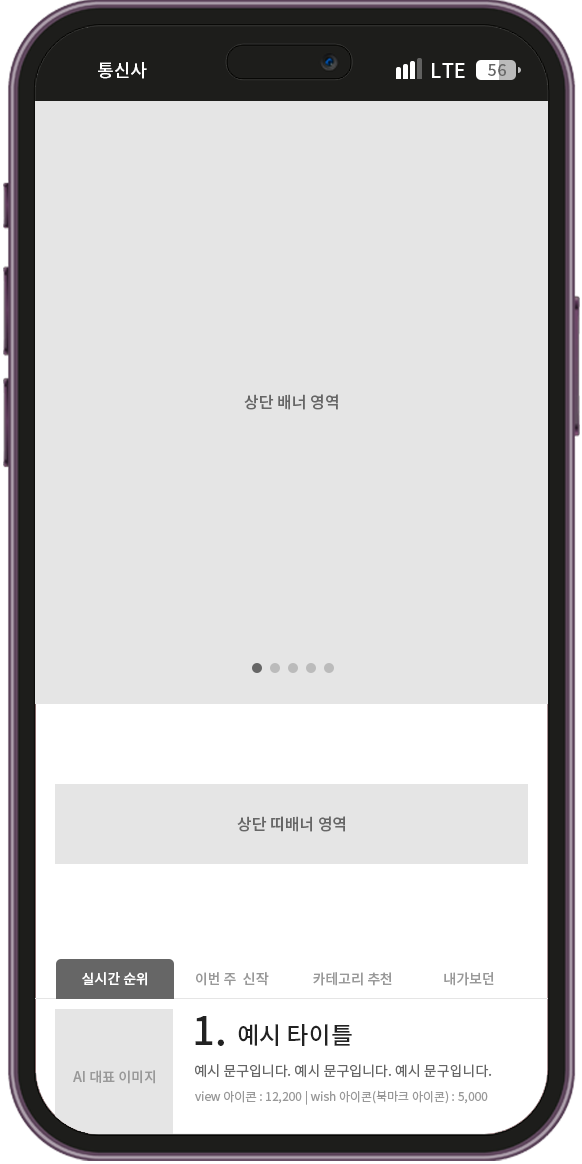 통신사 LTE 56
상단 배너 영역
상단 띠배너 영역
실시간 순위 이번 주 신작 카테고리 추천 내가보던
1. 예시 타이틀
AI 대표 이미지
예시 문구입니다. 예시 문구입니다. 예시 문구입니다.
view 아이콘 : 12,200 | wish 아이콘(북마크 아이콘) : 5,000